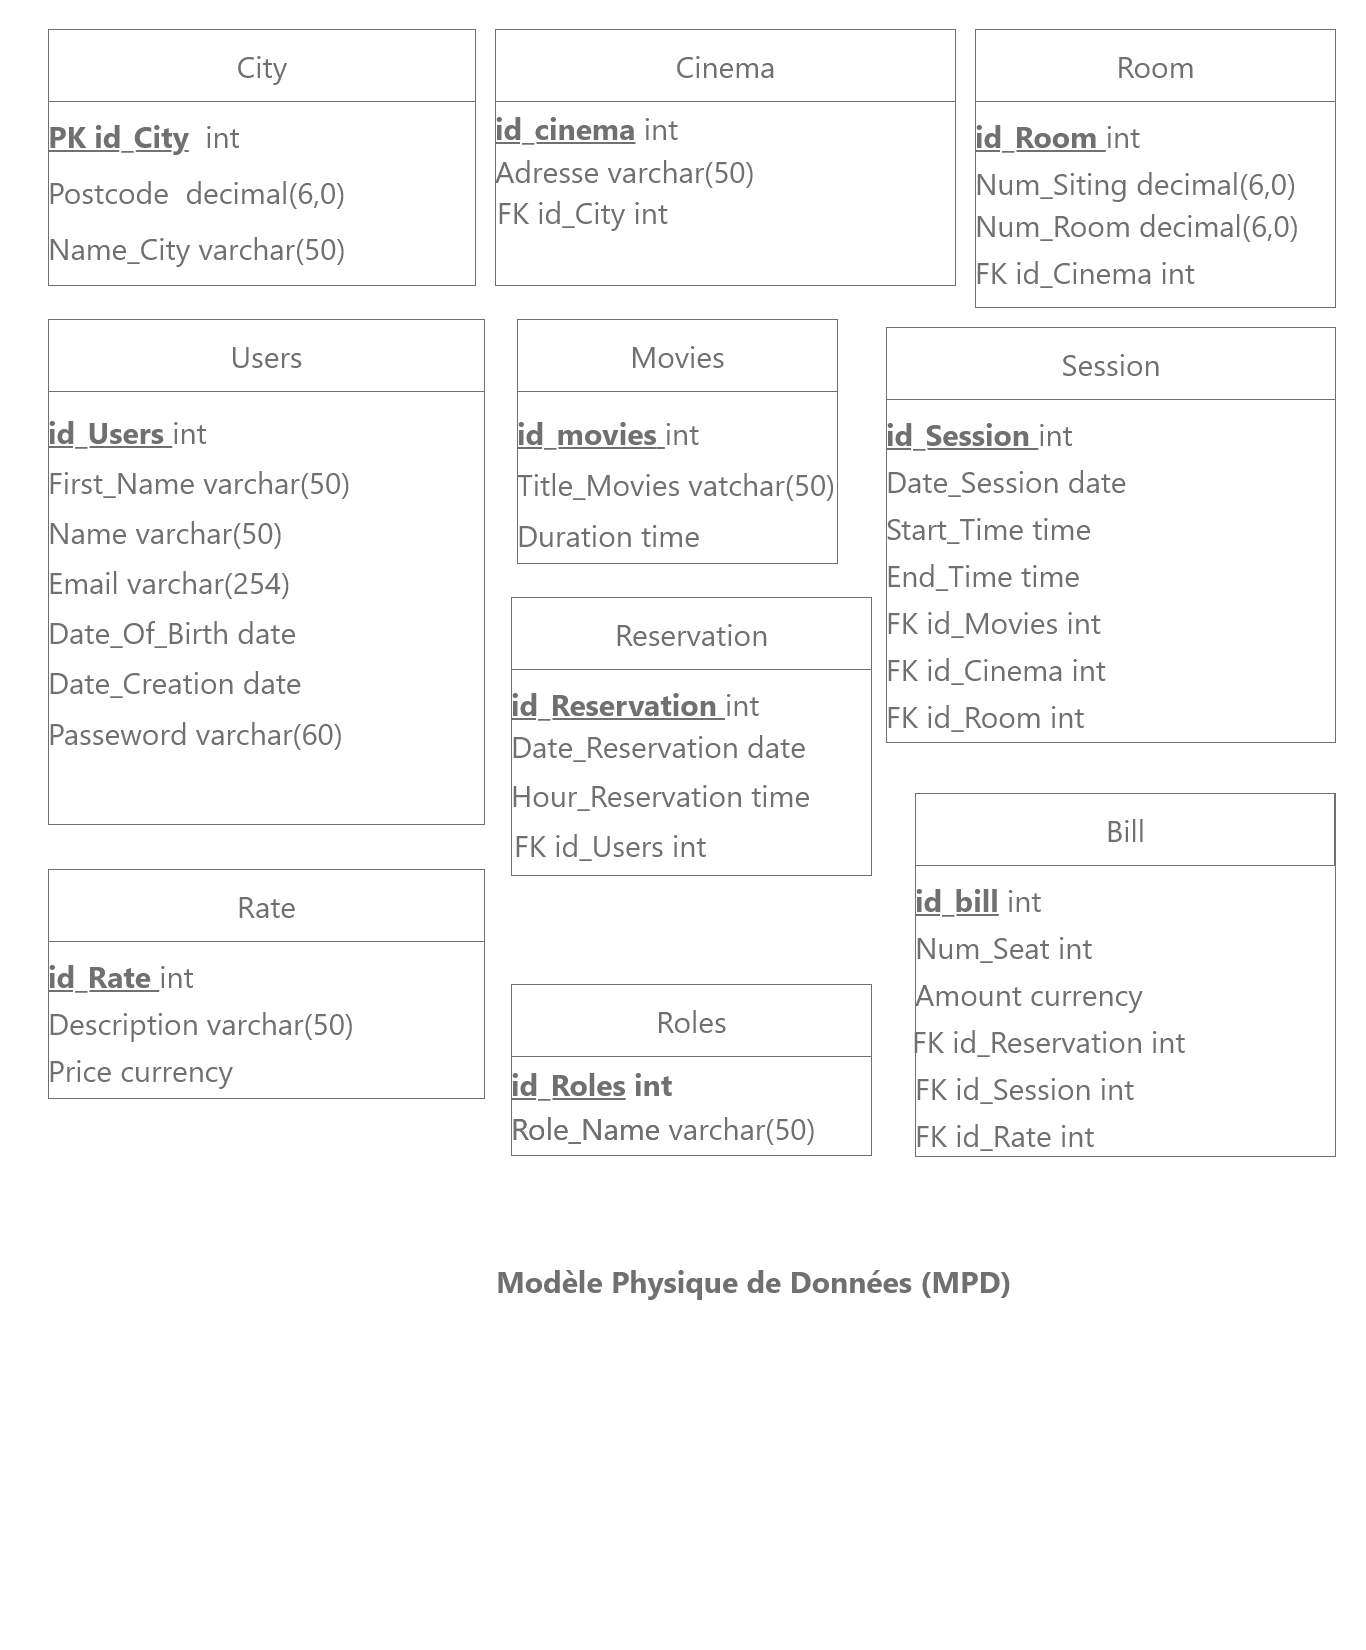 City
PK id_City int
Postcode decimal(6,0)
Name_City varchar(50)
Cinema
id_cinema int
Adresse varchar(50)
FK id_City int
Room
id_Room int
Num_Siting decimal(6,0)
Num_Room decimal(6,0)
FK id_Cinema int
Users
id_Users int
First_Name varchar(50)
Name varchar(50)
Email varchar(254)
Date_Of_Birth date
Date_Creation date
Passeword varchar(60)
Movies
id_movies int
Title_Movies vatchar(50)
Duration time
Session
id_Session int
Date_Session date
Start_Time time
End_Time time
FK id_Movies int
FK id_Cinema int
FK id_Room int
Reservation
id_Reservation int
Date_Reservation date
Hour_Reservation time
FK id_Users int
Bill
id_bill int
Num_Seat int
Amount currency
FK id_Reservation int
FK id_Session int
FK id_Rate int
Rate
id_Rate int
Description varchar(50)
Price currency
Roles
id_Roles int
Role_Name varchar(50)
Modèle Physique de Données (MPD)